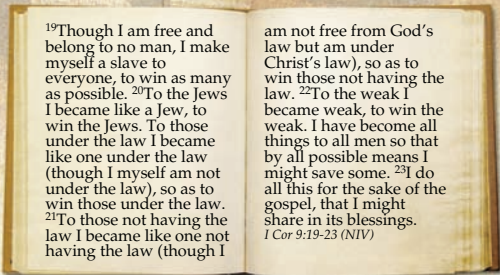 19Though I am free and
belong to no man, I make
myself a slave to
everyone, to win as many
as possible. 20To the Jews
I became like a Jew, to
win the Jews. To those
under the law I became
like one under the law
(though I myself am not
under the law), so as to
win those under the law.
21To those not having the
law I became like one not
having the law (though I
am not free from God’s
law but am under
Christ’s law), so as to
win those not having the
law. 22To the weak I
became weak, to win the
weak. I have become all
things to all men so that
by all possible means I
might save some. 23I do
all this for the sake of the
gospel, that I might
share in its blessings.
I Cor 9:19-23 (NIV)